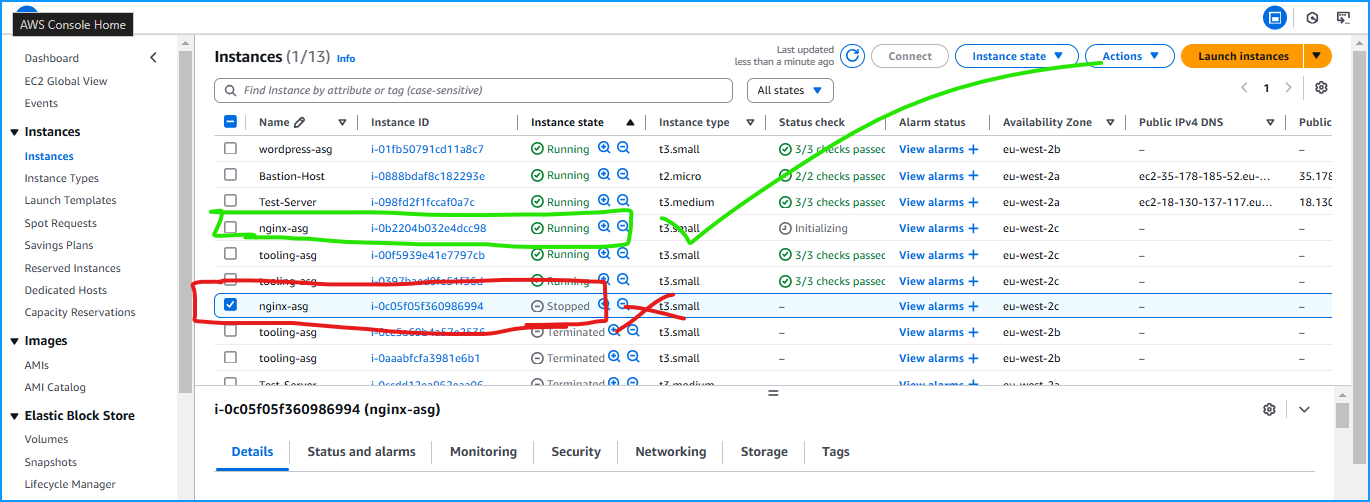 AWS Console Home
Dashboard
EC2 Global View
Events
Instances
Instances
Instance Types
Launch Templates
Spot Requests
Savings Plans
Reserved Instances
Dedicated Hosts
Capacity Reservations
Images
AMIs
AMI Catalog
Elastic Block Store
Volumes
Snapshots
Lifecycle Manager
Instances (1/13) Info
Last updated
less than a minute ago
Connect
Instance state
Actions
Launch instances
Find Instance by attribute or tag (case-sensitive)
All states
1
Name Instance ID Instance state Instance type Status check Alarm status Availability Zone Public IPv4 DNS Public
wordpress-asg i-01fb50791cd11a8c7 Running t3.small 3/3 checks passed View alarms + eu-west-2b – –
Bastion-Host i-0888bdaf8c182293e Running t2.micro 2/2 checks passed View alarms + eu-west-2a ec2-35-178-185-52.eu-... 35.178
Test-Server i-098fd2f1fccaf0a7c Running t3.medium 3/3 checks passed View alarms + eu-west-2a ec2-18-130-137-117.eu... 18.130
nginx-asg i-0b2204b032e4dcc98 Running t3.small Initializing View alarms + eu-west-2c – –
tooling-asg i-00f5939e41e7797cb Running t3.small 3/3 checks passed View alarms + eu-west-2c – –
tooling-asg Running t3.small 3/3 checks passed View alarms + eu-west-2c – –
nginx-asg i-0c05f05f360986994 Stopped t3.small – View alarms + eu-west-2c – –
tooling-asg Terminated t3.small – View alarms + eu-west-2b – –
tooling-asg i-0aaabfcfa3981e6b1 Terminated t3.small – View alarms + eu-west-2b – –
Test-Server Terminated t3.medium – View alarms + eu-west-2a – –
i-0c05f05f360986994 (nginx-asg)
Details Status and alarms Monitoring Security Networking Storage Tags